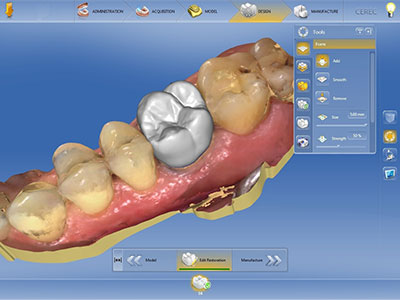 ADMINISTRATION
ACQUISITION
MODEL
DESIGN
MANUFACTURE
CEREC
Tools
Form
Add
Smooth
Remove
Size
Strength
50 %
Model
Edit Restoration
Manufacture